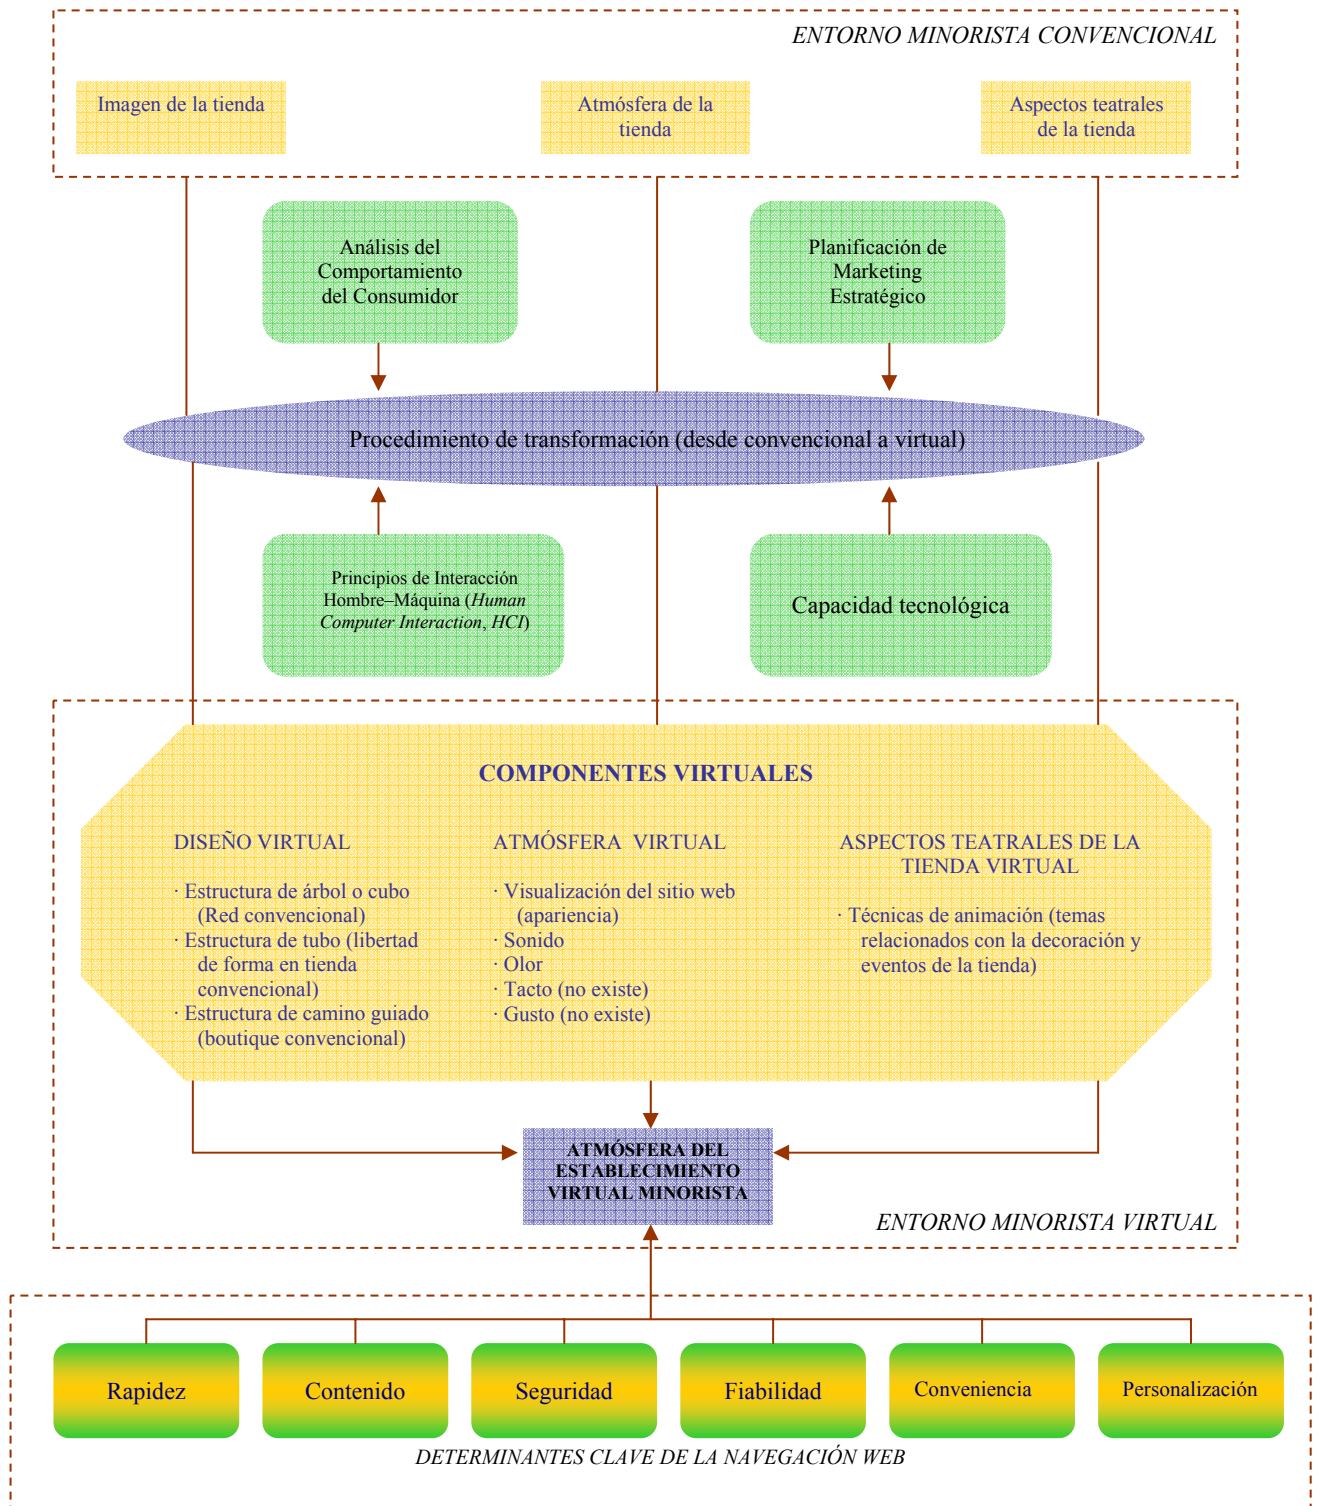 ENTORNO MINORISTA CONVENCIONAL
Imagen de la tienda
Atmósfera de la
tienda
Aspectos teatrales
de la tienda
Análisis del
Comportamiento
del Consumidor
Planificación de
Marketing
Estratégico
Procedimiento de transformación (desde convencional a virtual)
Principios de Interacción
Hombre–Máquina (Human
Computer Interaction, HCI)
Capacidad tecnológica
COMPONENTES VIRTUALES
DISEÑO VIRTUAL
· Estructura de árbol o cubo
(Red convencional)
· Estructura de tubo (libertad
de forma en tienda
convencional)
· Estructura de camino guiado
(boutique convencional)
ATMÓSFERA VIRTUAL
· Visualización del sitio web
(apariencia)
· Sonido
· Olor
· Tacto (no existe)
· Gusto (no existe)
ASPECTOS TEATRALES DE LA
TIENDA VIRTUAL
· Técnicas de animación (temas
relacionados con la decoración y
eventos de la tienda)
ATMÓSFERA DEL
ESTABLECIMIENTO
VIRTUAL MINORISTA
ENTORNO MINORISTA VIRTUAL
Rapidez
Contenido
Seguridad
Fiabilidad
Conveniencia
Personalización
DETERMINANTES CLAVE DE LA NAVEGACIÓN WEB